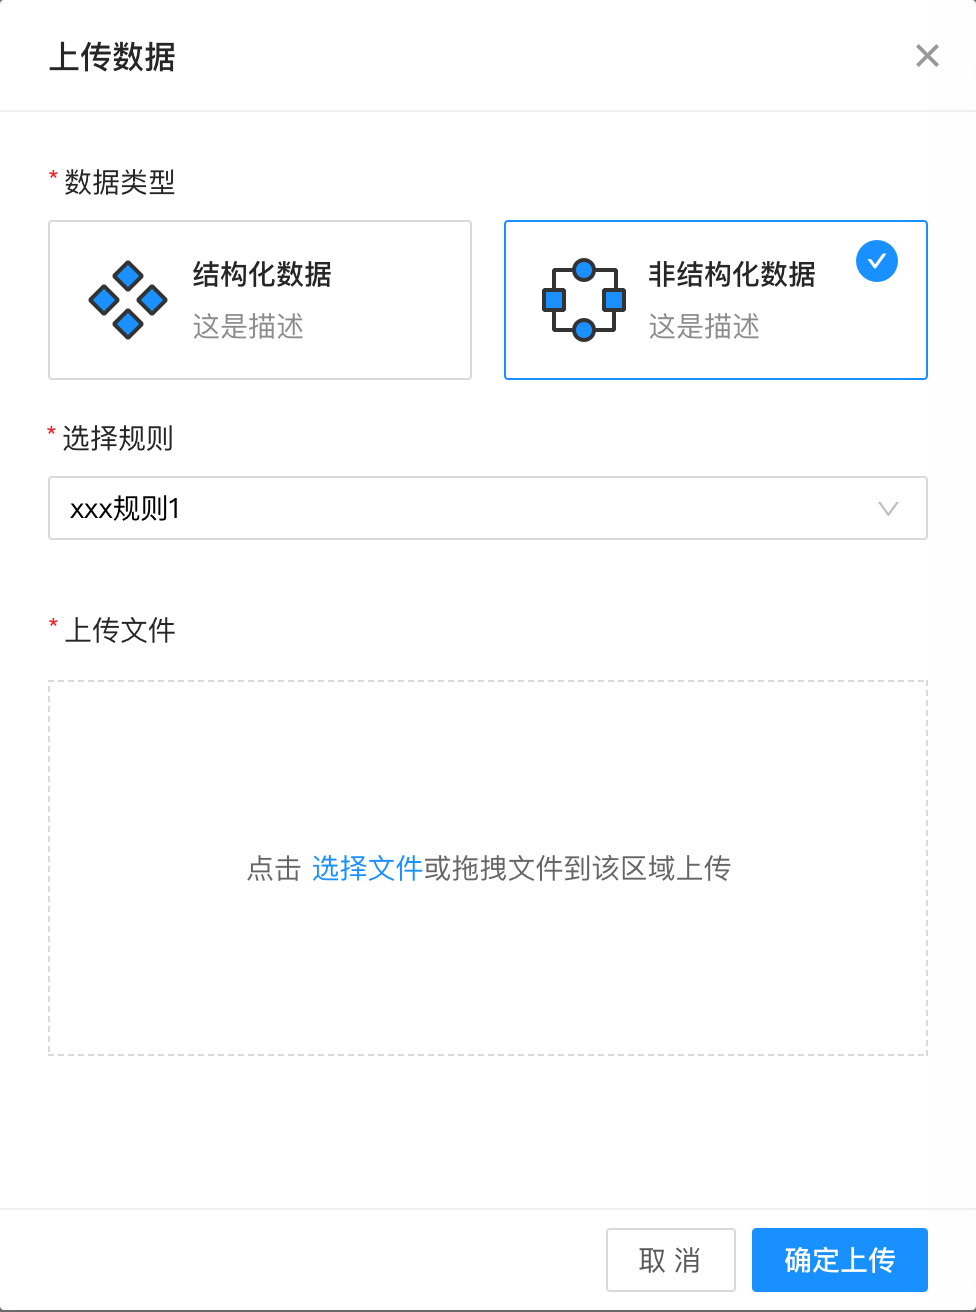 上传数据
* 数据类型
结构化数据
这是描述
非结构化数据
这是描述
* 选择规则
xxx规则1
* 上传文件
点击 选择文件或拖拽文件到该区域上传
取 消
确定上传